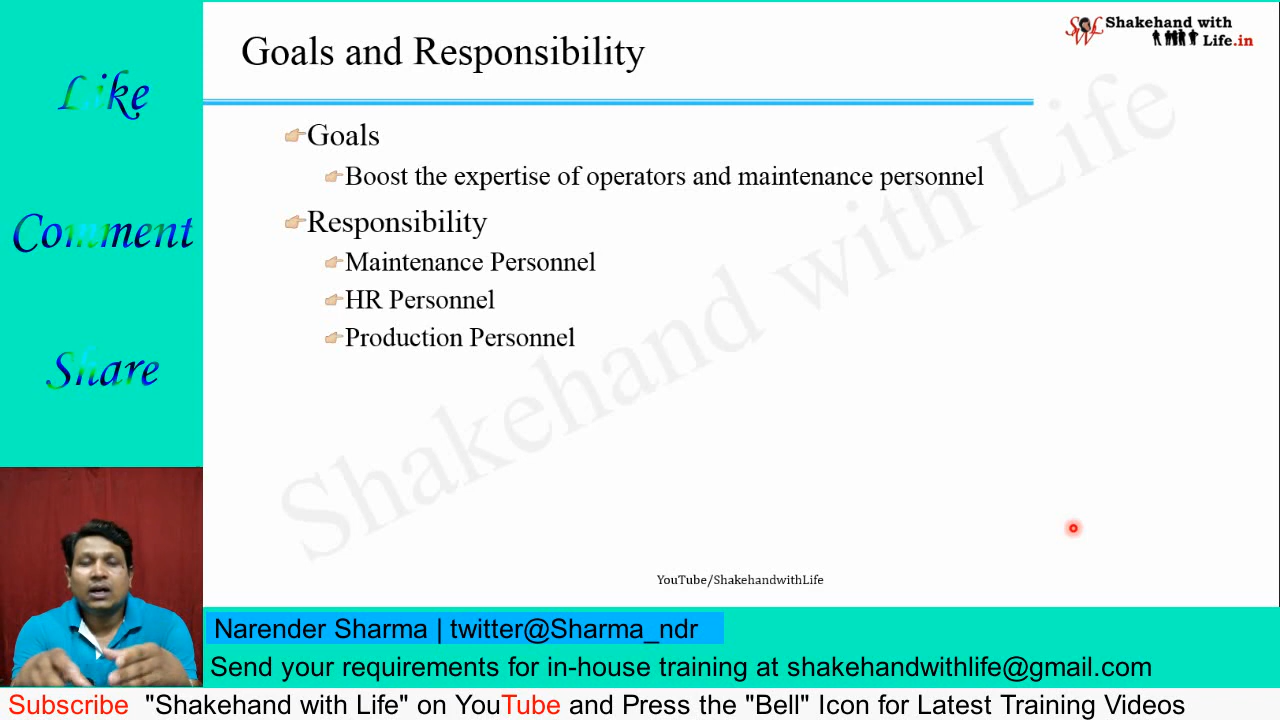 Like
Comment
Share
Goals and Responsibility
SWL Shakehand with
Life.in
Goals
Boost the expertise of operators and maintenance personnel
Responsibility
Maintenance Personnel
HR Personnel
Production Personnel
Shakehand with Life
YouTube/ShakehandwithLife
Narender Sharma | twitter@Sharma_ndr
Send your requirements for in-house training at shakehandwithlife@gmail.com
Subscribe "Shakehand with Life" on YouTube and Press the "Bell" Icon for Latest Training Videos